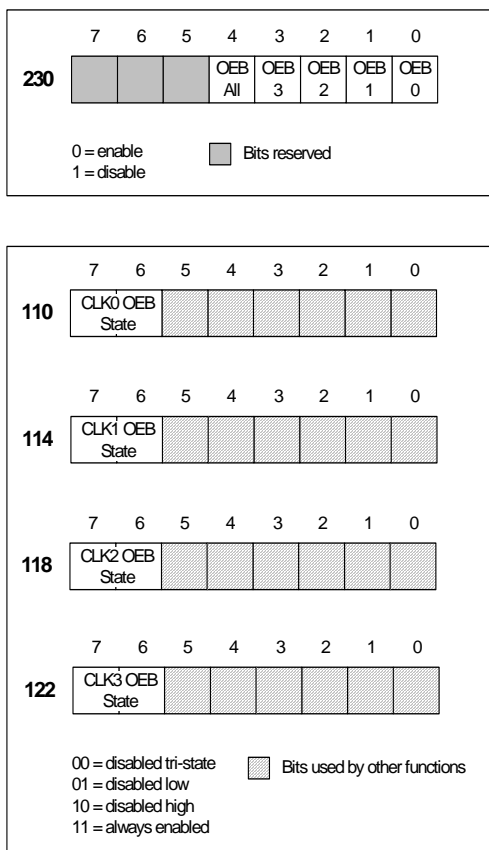 7 6 5 4 3 2 1 0
230
OEB All
OEB 3
OEB 2
OEB 1
OEB 0
0 = enable
1 = disable
Bits reserved
7 6 5 4 3 2 1 0
110
CLK0 OEB
State
7 6 5 4 3 2 1 0
114
CLK1 OEB
State
7 6 5 4 3 2 1 0
118
CLK2 OEB
State
7 6 5 4 3 2 1 0
122
CLK3 OEB
State
00 = disabled tri-state
01 = disabled low
10 = disabled high
11 = always enabled
Bits used by other functions